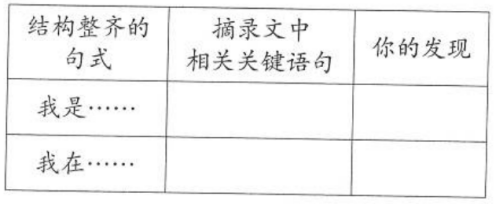 结构整齐的
句式
摘录文中
相关关键语句
你的发现
我是……
我在……